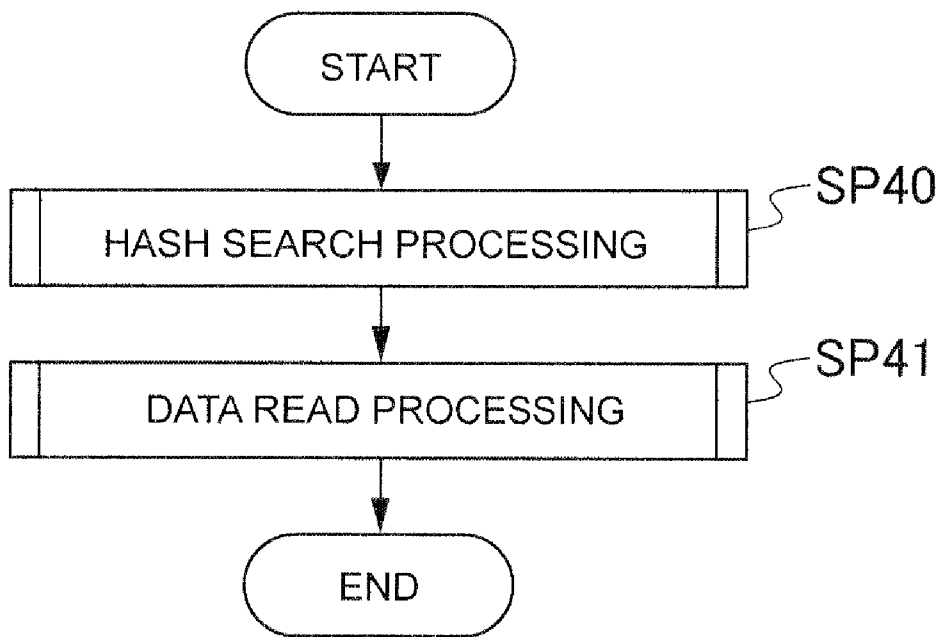 START
SP40
HASH SEARCH PROCESSING
SP41
DATA READ PROCESSING
END